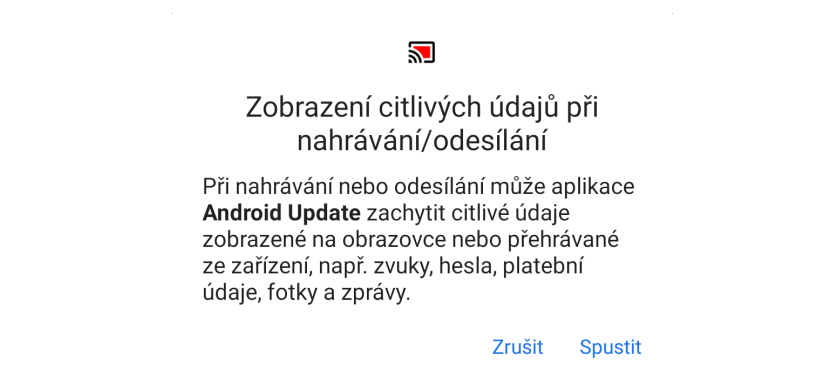 Zobrazení citlivých údajů při
nahrávání/odesílání
Při nahrávání nebo odesílání může aplikace
Android Update zachytit citlivé údaje
zobrazené na obrazovce nebo přehrávané
ze zařízení, např. zvuky, hesla, platební
údaje, fotky a zprávy.
Zrušit Spustit